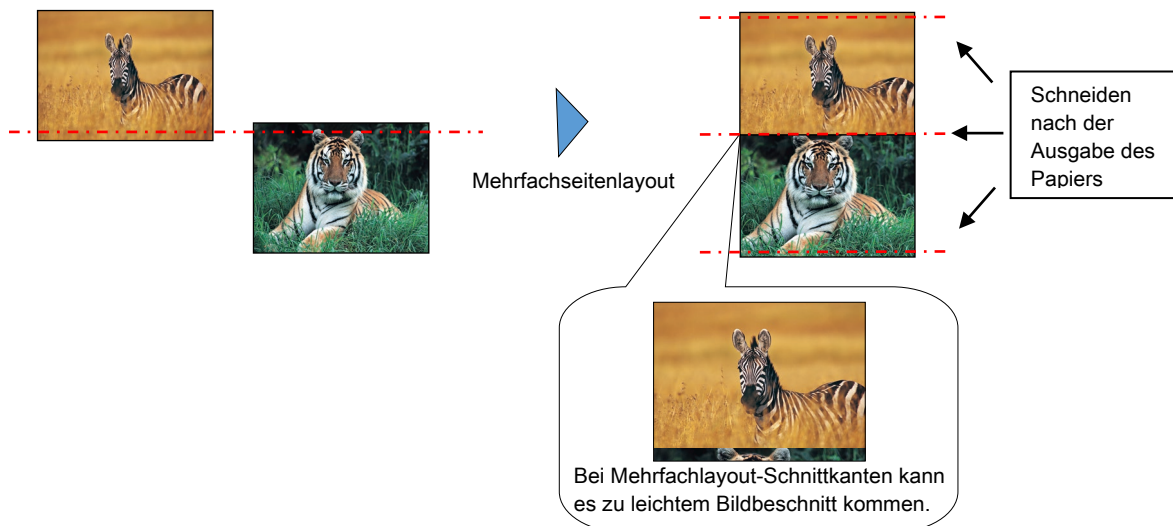 Mehrfachseitenlayout
Schneiden
nach der
Ausgabe des
Papiers
Bei Mehrfachlayout-Schnittkanten kann
es zu leichtem Bildbeschnitt kommen.